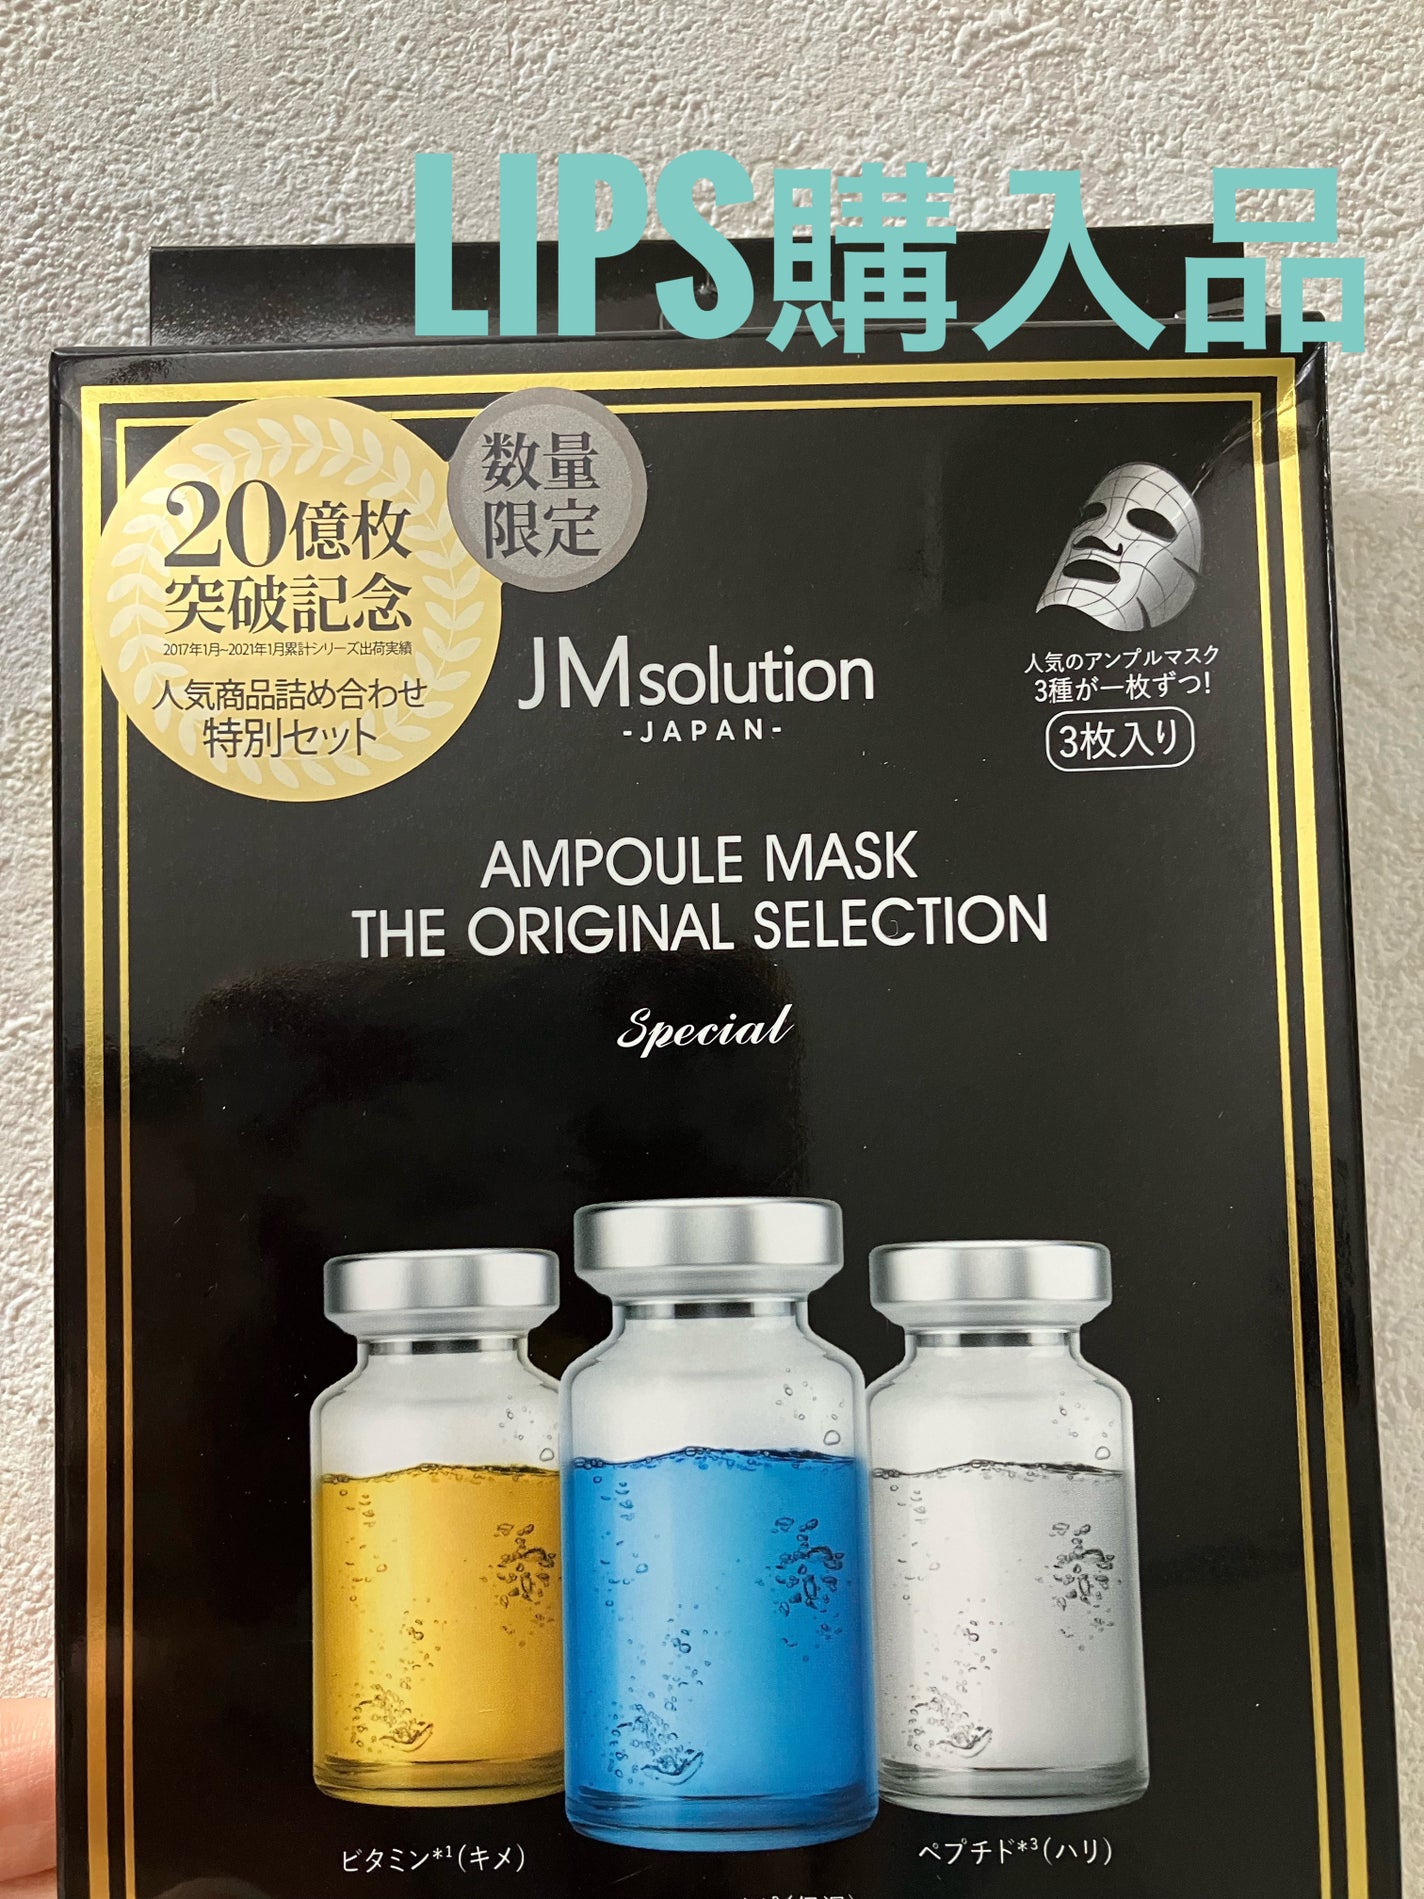 LIPS購入品
20億枚
突破記念
2017年1月~2021年1月累計シリーズ出荷実績
人気商品詰め合わせ
特別セット
数量
限定
JMsolution
-JAPAN-
人気のアンプルマスク
3種が一枚ずつ!
3枚入り
AMPOULE MASK
THE ORIGINAL SELECTION
Special
ビタミン*1(キメ)
ペプチド*3(ハリ)